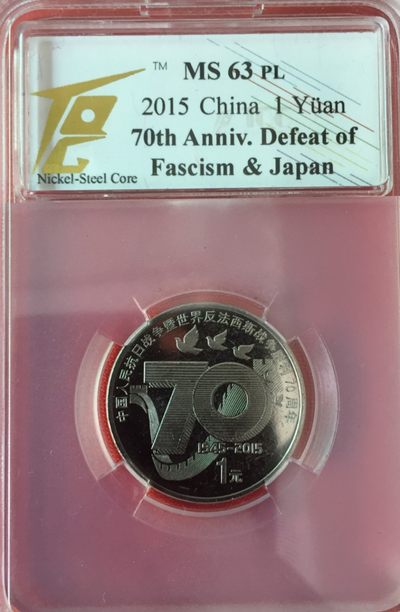 ™ MS 63 PL
2015 China 1 Yüan
70th Anniv. Defeat of
Nickel-Steel Core Fascism & Japan
中国人民抗日战争暨世界反法西斯战争胜利70周年
70
1945-2015
1元